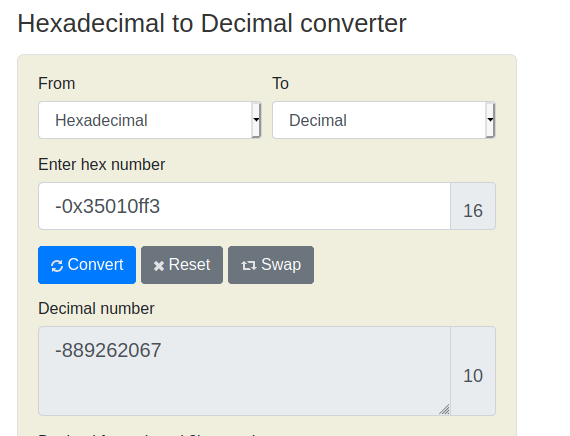 Hexadecimal to Decimal converter
From To
Hexadecimal Decimal
Enter hex number
-0x35010ff3 16
Convert Reset Swap
Decimal number
-889262067 10